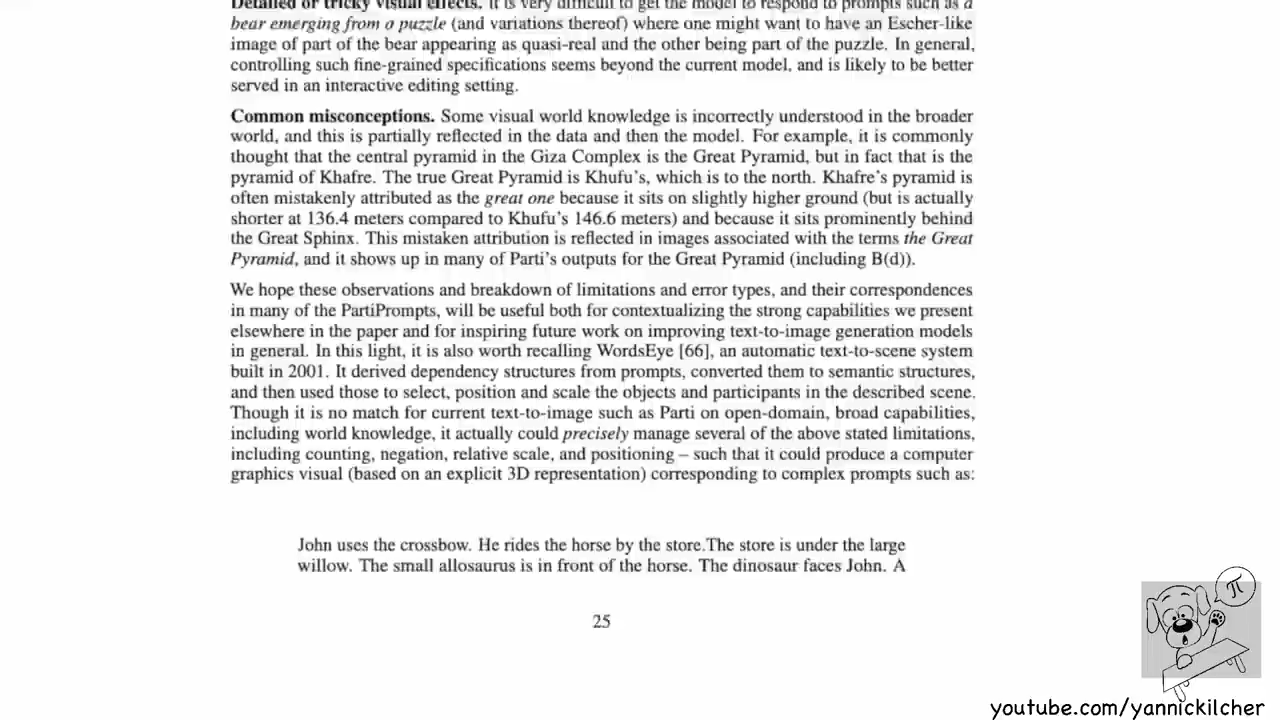 Detailed or tricky visual effects. It is very difficult to get the model to respond to prompts such as a
bear emerging from a puzzle (and variations thereof) where one might want to have an Escher-like
image of part of the bear appearing as quasi-real and the other being part of the puzzle. In general,
controlling such fine-grained specifications seems beyond the current model, and is likely to be better
served in an interactive editing setting.
Common misconceptions. Some visual world knowledge is incorrectly understood in the broader
world, and this is partially reflected in the data and then the model. For example, it is commonly
thought that the central pyramid in the Giza Complex is the Great Pyramid, but in fact that is the
pyramid of Khafre. The true Great Pyramid is Khufu's, which is to the north. Khafre's pyramid is
often mistakenly attributed as the great one because it sits on slightly higher ground (but is actually
shorter at 136.4 meters compared to Khufu's 146.6 meters) and because it sits prominently behind
the Great Sphinx. This mistaken attribution is reflected in images associated with the terms the Great
Pyramid, and it shows up in many of Parti's outputs for the Great Pyramid (including B(d)).
We hope these observations and breakdown of limitations and error types, and their correspondences
in many of the PartiPrompts, will be useful both for contextualizing the strong capabilities we present
elsewhere in the paper and for inspiring future work on improving text-to-image generation models
in general. In this light, it is also worth recalling WordsEye [66], an automatic text-to-scene system
built in 2001. It derived dependency structures from prompts, converted them to semantic structures,
and then used those to select, position and scale the objects and participants in the described scene.
Though it is no match for current text-to-image such as Parti on open-domain, broad capabilities,
including world knowledge, it actually could precisely manage several of the above stated limitations,
including counting, negation, relative scale, and positioning – such that it could produce a computer
graphics visual (based on an explicit 3D representation) corresponding to complex prompts such as:
John uses the crossbow. He rides the horse by the store.The store is under the large
willow. The small allosaurus is in front of the horse. The dinosaur faces John. A
25
π
youtube.com/yannickilcher